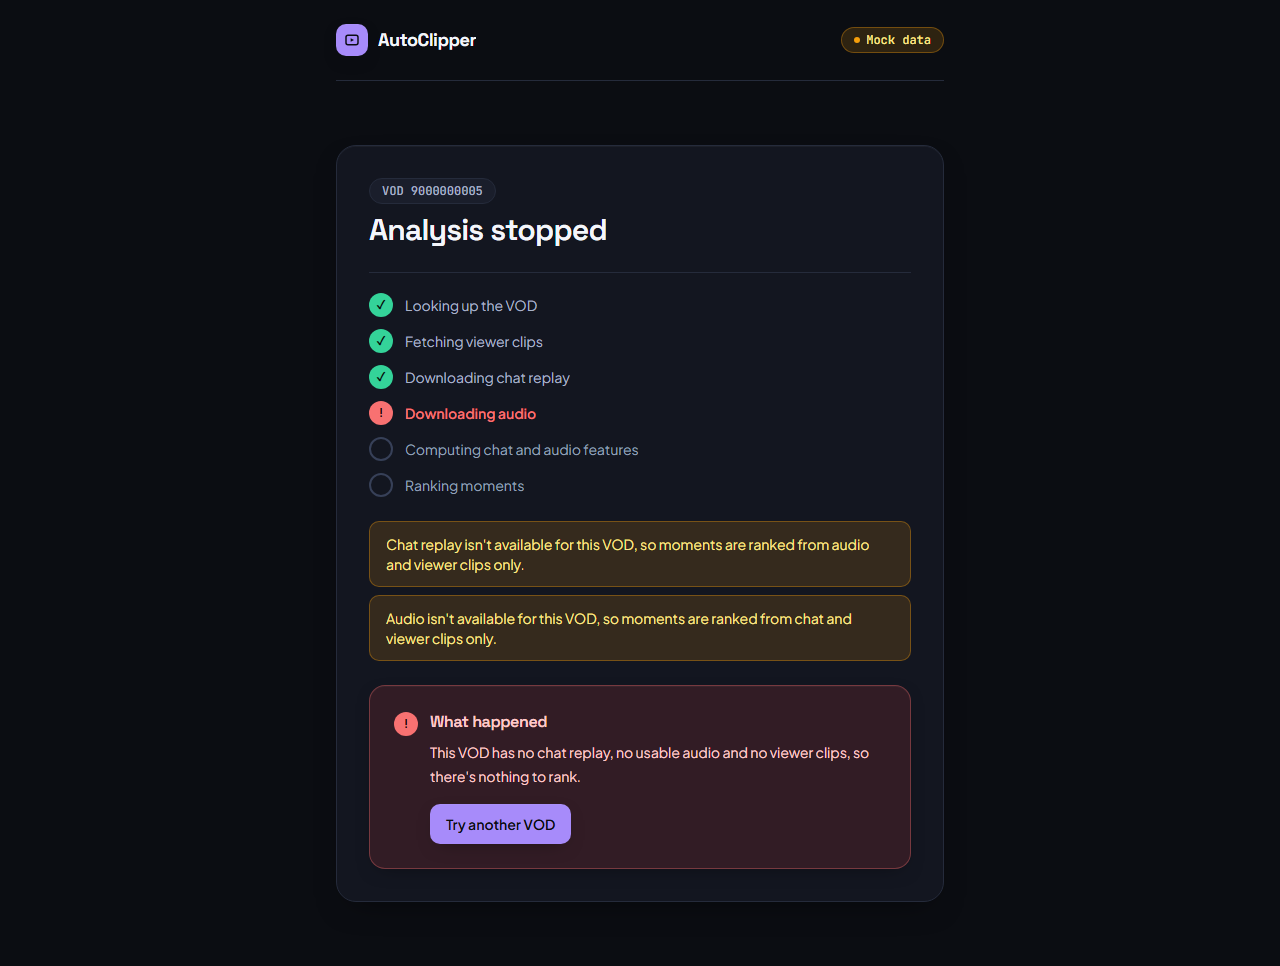 AutoClipper
Mock data
VOD 9000000005
Analysis stopped
Looking up the VOD
Fetching viewer clips
Downloading chat replay
Downloading audio
Computing chat and audio features
Ranking moments
Chat replay isn't available for this VOD, so moments are ranked from audio
and viewer clips only.
Audio isn't available for this VOD, so moments are ranked from chat and
viewer clips only.
What happened
This VOD has no chat replay, no usable audio and no viewer clips, so
there's nothing to rank.
Try another VOD